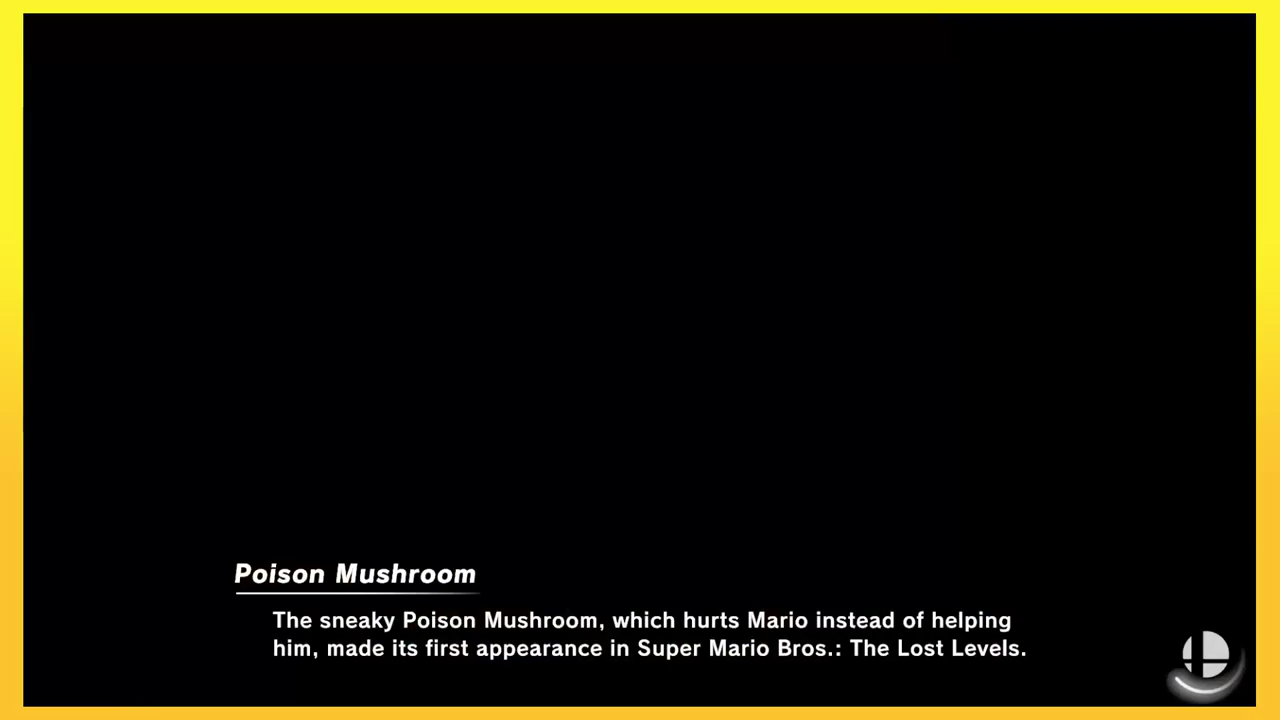 Poison Mushroom
The sneaky Poison Mushroom, which hurts Mario instead of helping
him, made its first appearance in Super Mario Bros.: The Lost Levels.